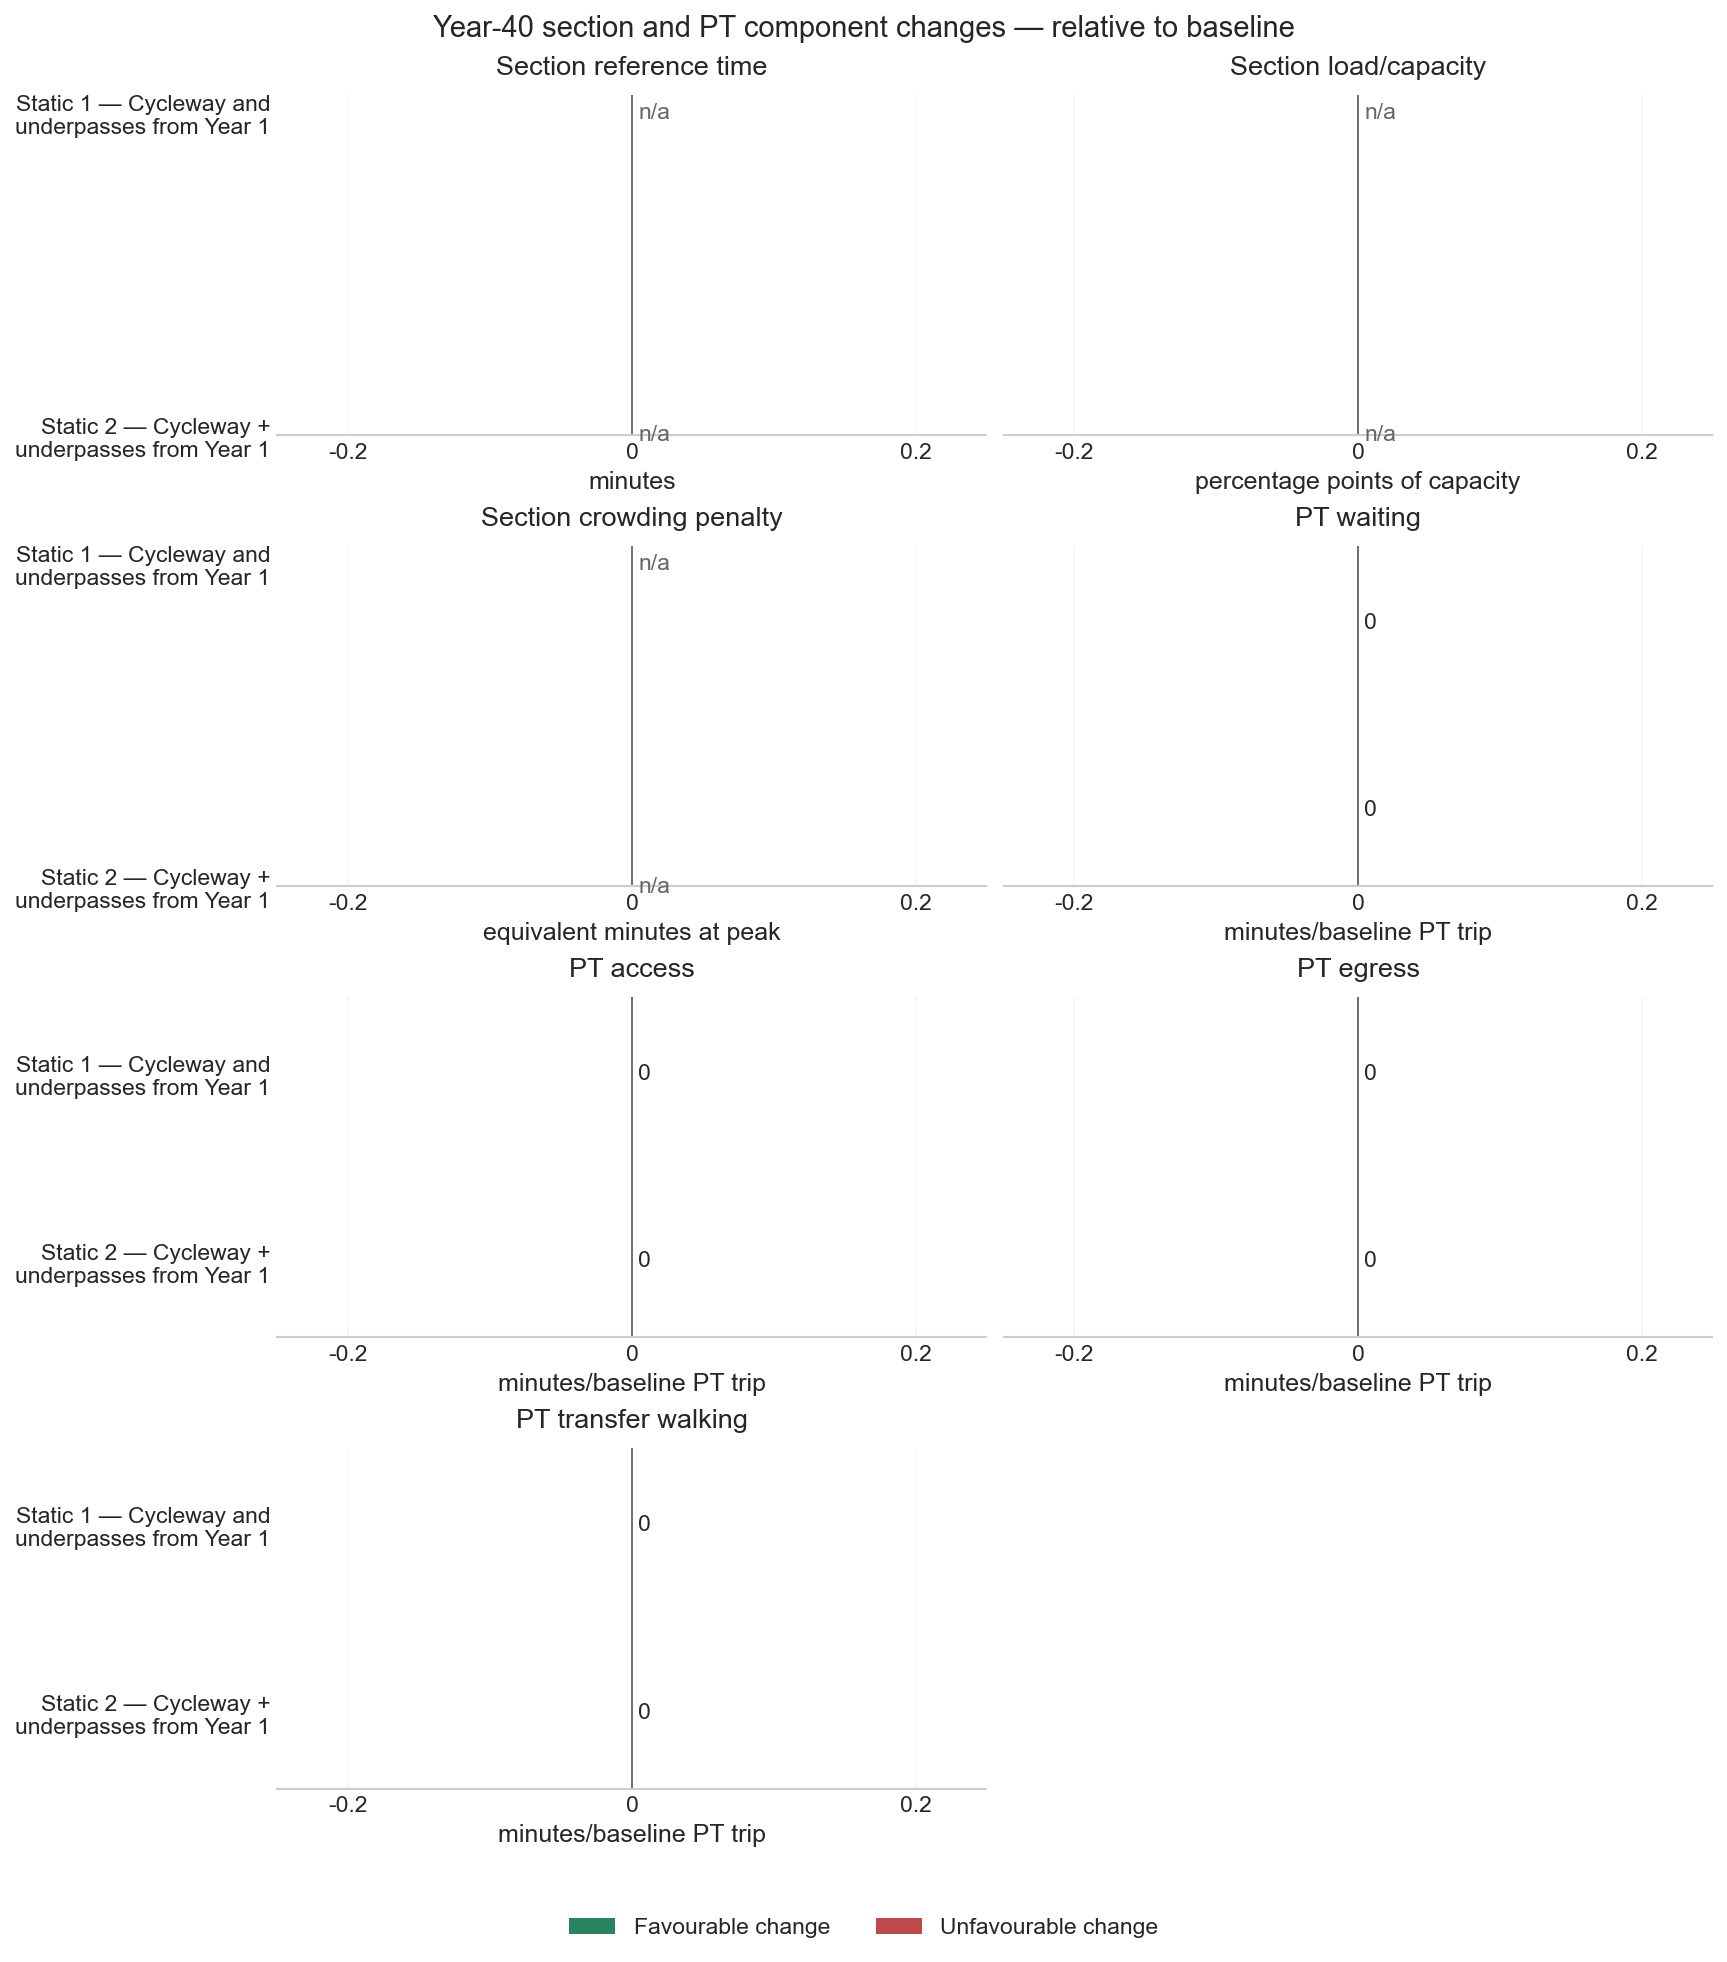 Year-40 section and PT component changes — relative to baseline
Section reference time
Section load/capacity
Static 1 — Cycleway and
underpasses from Year 1
n/a
n/a
Static 2 — Cycleway +
underpasses from Year 1
n/a
n/a
-0.2 0 0.2
-0.2 0 0.2
minutes
percentage points of capacity
Section crowding penalty
PT waiting
Static 1 — Cycleway and
underpasses from Year 1
n/a
0
0
Static 2 — Cycleway +
underpasses from Year 1
n/a
-0.2 0 0.2
-0.2 0 0.2
equivalent minutes at peak
minutes/baseline PT trip
PT access
PT egress
Static 1 — Cycleway and
underpasses from Year 1
0
0
Static 2 — Cycleway +
underpasses from Year 1
0
0
-0.2 0 0.2
-0.2 0 0.2
minutes/baseline PT trip
minutes/baseline PT trip
PT transfer walking
Static 1 — Cycleway and
underpasses from Year 1
0
Static 2 — Cycleway +
underpasses from Year 1
0
-0.2 0 0.2
minutes/baseline PT trip
Favourable change
Unfavourable change